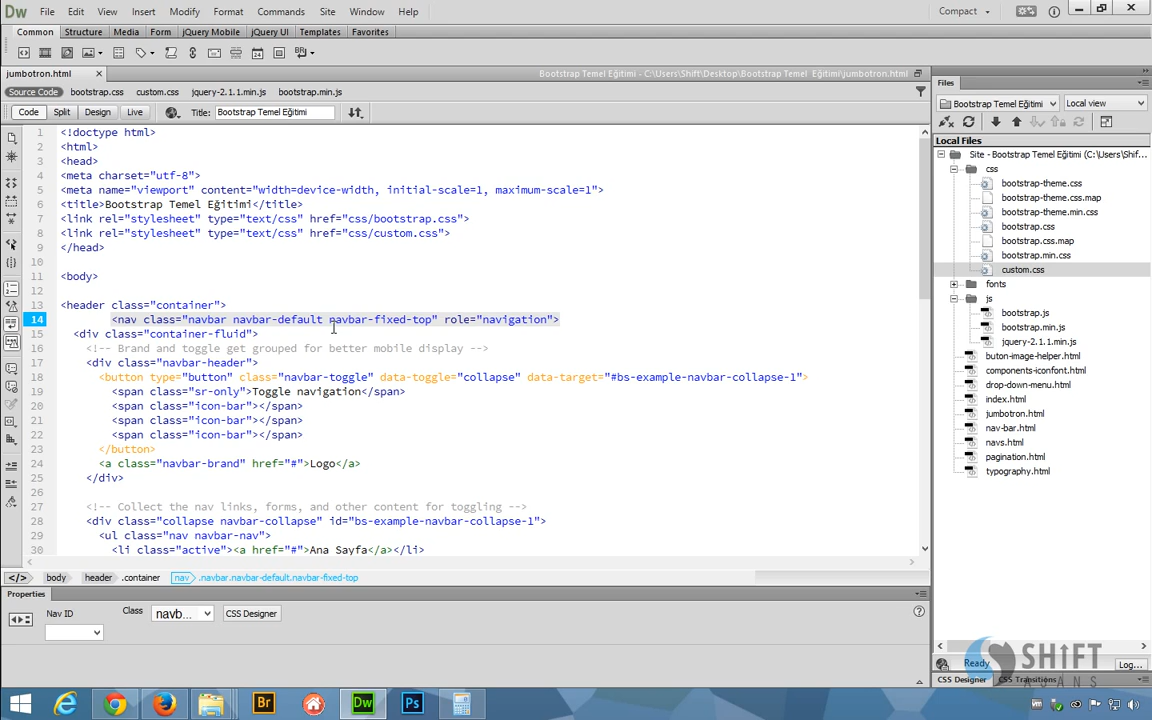 Dw File Edit View Insert Modify Format Commands Site Window Help Compact
Common Structure Media Form jQuery Mobile jQuery UI Templates Favorites
BRJ
jumbotron.html × Bootstrap Temel Eğitimi - C:\Users\Shift\Desktop\Bootstrap Temel Eğitimi\jumbotron.html
Source Code bootstrap.css custom.css jquery-2.1.1.min.js bootstrap.min.js
Code Split Design Live Title: Bootstrap Temel Eğitimi
1 <!doctype html>
2 <html>
3 <head>
4 <meta charset="utf-8">
5 <meta name="viewport" content="width=device-width, initial-scale=1, maximum-scale=1">
6 <title>Bootstrap Temel Eğitimi</title>
7 <link rel="stylesheet" type="text/css" href="css/bootstrap.css">
8 <link rel="stylesheet" type="text/css" href="css/custom.css">
9 </head>
10
11 <body>
12
13 <header class="container">
14 <nav class="navbar navbar-default navbar-fixed-top" role="navigation">
15 <div class="container-fluid">
16 <!-- Brand and toggle get grouped for better mobile display -->
17 <div class="navbar-header">
18 <button type="button" class="navbar-toggle" data-toggle="collapse" data-target="#bs-example-navbar-collapse-1">
19 <span class="sr-only">Toggle navigation</span>
20 <span class="icon-bar"></span>
21 <span class="icon-bar"></span>
22 <span class="icon-bar"></span>
23 </button>
24 <a class="navbar-brand" href="#">Logo</a>
25 </div>
26
27 <!-- Collect the nav links, forms, and other content for toggling -->
28 <div class="collapse navbar-collapse" id="bs-example-navbar-collapse-1">
29 <ul class="nav navbar-nav">
30 <li class="active"><a href="#">Ana Sayfa</a></li>
</> body header .container nav .navbar.navbar-default.navbar-fixed-top
Properties
Nav ID Class navb... CSS Designer
Files
Bootstrap Temel Eğitimi Local view
Local Files
Site - Bootstrap Temel Eğitimi (C:\Users\Shif...
css
bootstrap-theme.css
bootstrap-theme.css.map
bootstrap-theme.min.css
bootstrap.css
bootstrap.css.map
bootstrap.min.css
custom.css
fonts
js
bootstrap.js
bootstrap.min.js
jquery-2.1.1.min.js
buton-image-helper.html
components-iconfont.html
drop-down-menu.html
index.html
jumbotron.html
nav-bar.html
navs.html
pagination.html
typography.html
Ready Log...
SHIFT
AJANS
CSS Designer CSS Transitions
Br Dw Ps